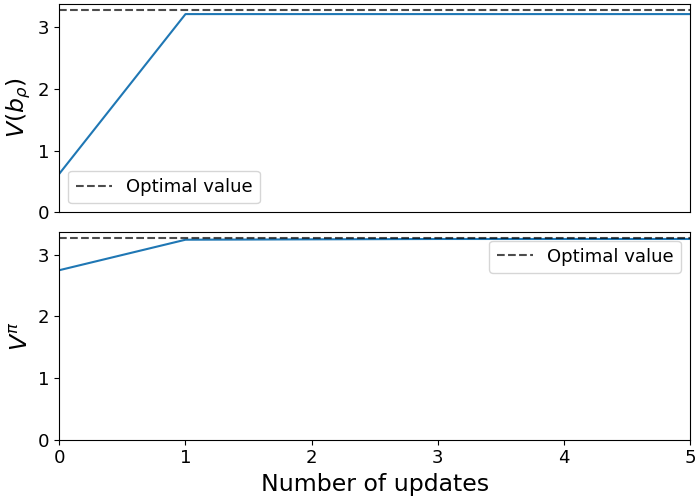 3
2
1
0
V(b_ρ)
Optimal value
3
2
1
0
V^π
Optimal value
0 1 2 3 4 5
Number of updates